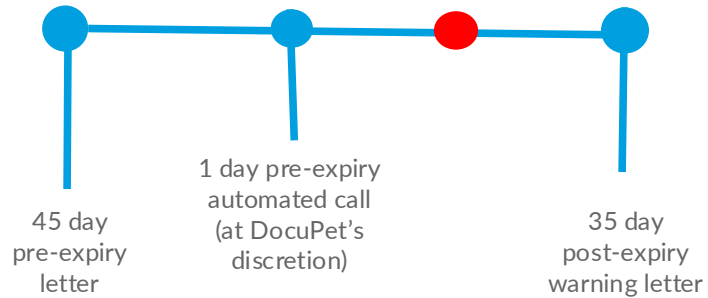 45 day
pre-expiry
letter
1 day pre-expiry
automated call
(at DocuPet’s
discretion)
35 day
post-expiry
warning letter